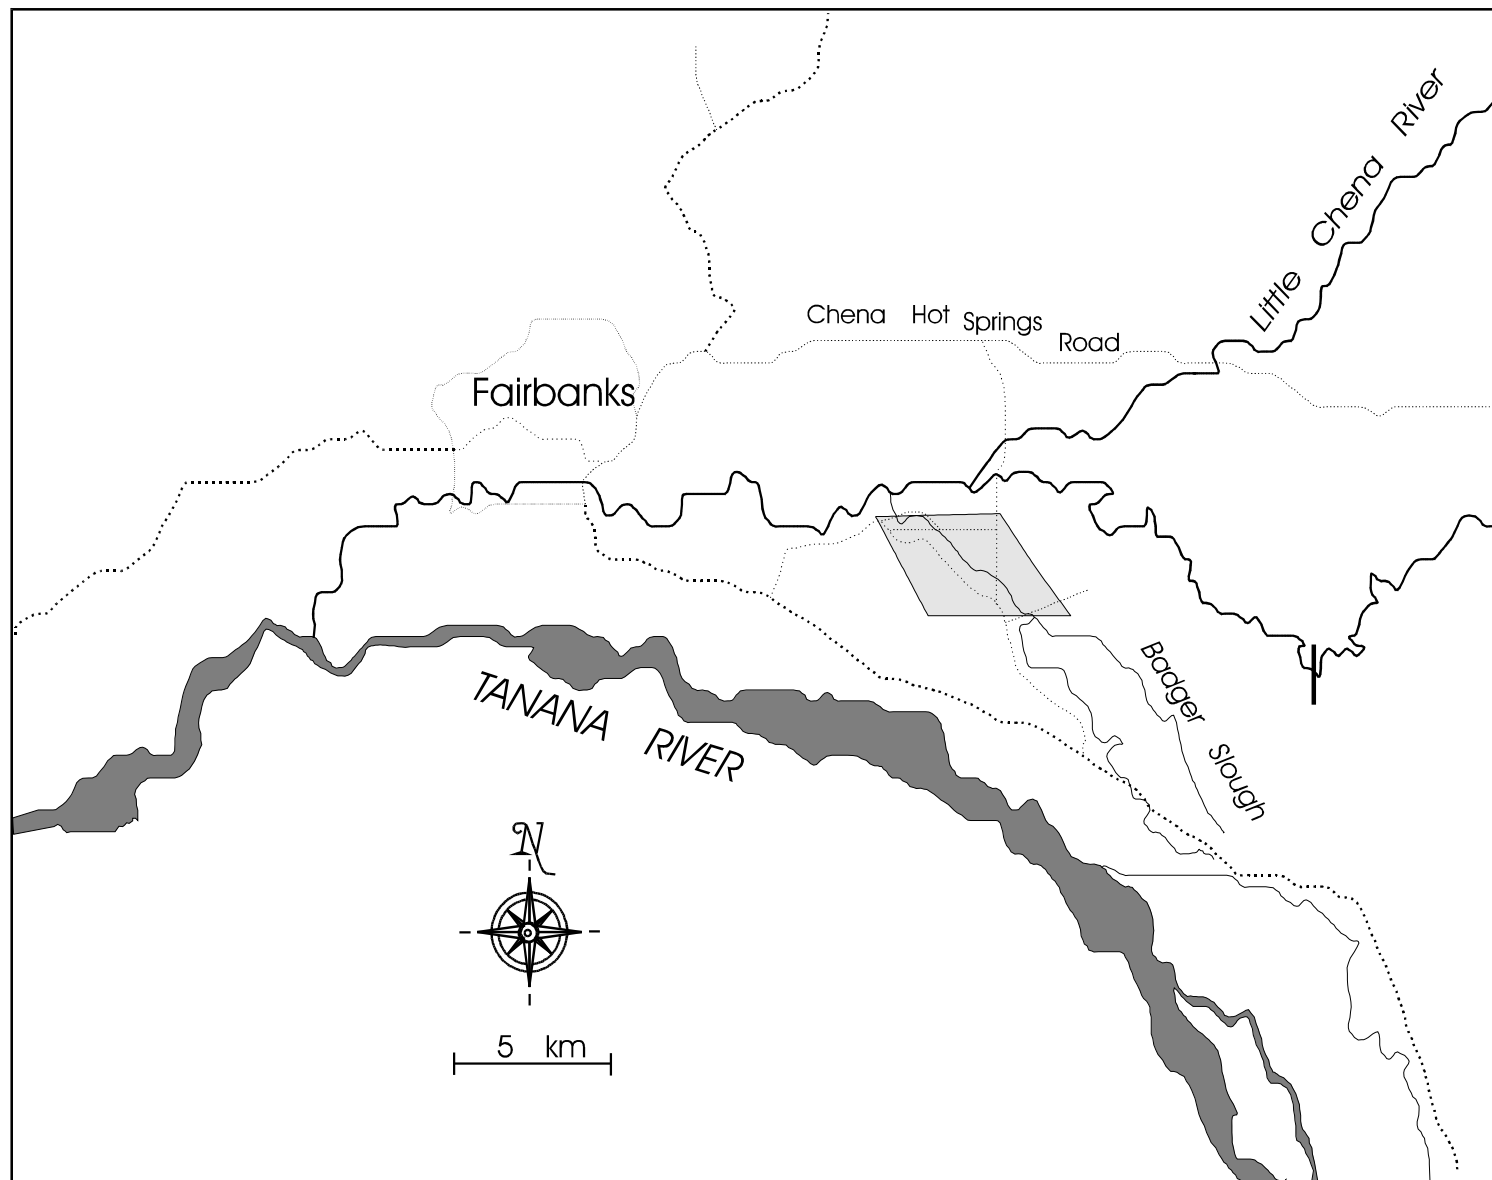 Little Chena River
Chena Hot Springs Road
Fairbanks
TANANA RIVER
Badger Slough
N
5 km